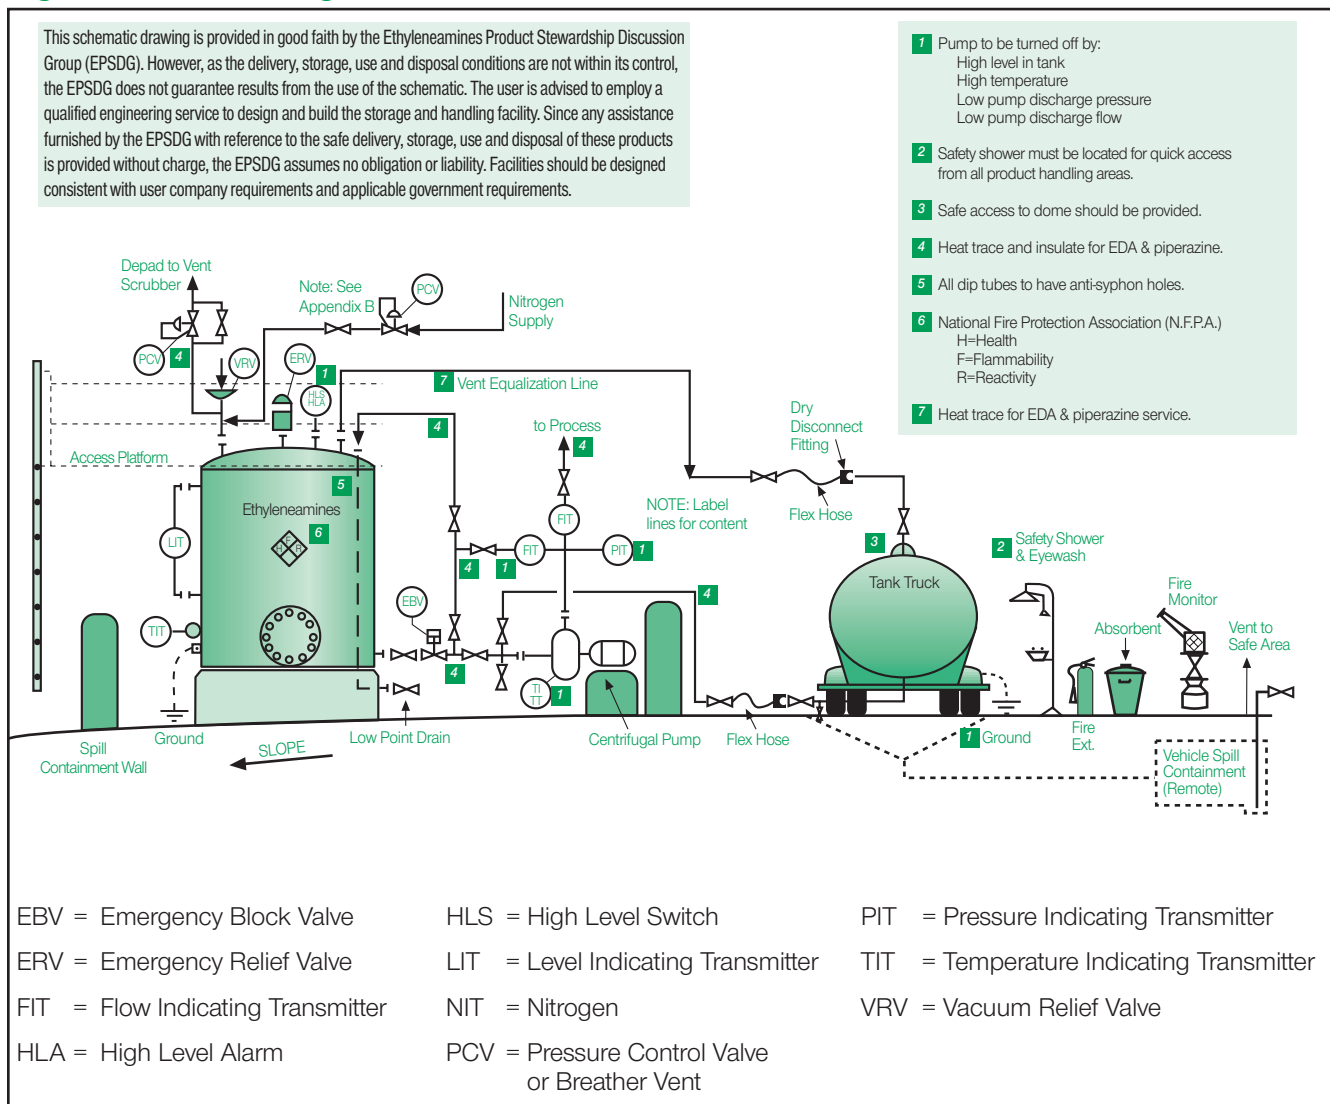 This schematic drawing is provided in good faith by the Ethyleneamines Product Stewardship Discussion
Group (EPSDG). However, as the delivery, storage, use and disposal conditions are not within its control,
the EPSDG does not guarantee results from the use of the schematic. The user is advised to employ a
qualified engineering service to design and build the storage and handling facility. Since any assistance
furnished by the EPSDG with reference to the safe delivery, storage, use and disposal of these products
is provided without charge, the EPSDG assumes no obligation or liability. Facilities should be designed
consistent with user company requirements and applicable government requirements.
1 Pump to be turned off by:
High level in tank
High temperature
Low pump discharge pressure
Low pump discharge flow
2 Safety shower must be located for quick access
from all product handling areas.
3 Safe access to dome should be provided.
4 Heat trace and insulate for EDA & piperazine.
5 All dip tubes to have anti-syphon holes.
6 National Fire Protection Association (N.F.P.A.)
H=Health
F=Flammability
R=Reactivity
7 Heat trace for EDA & piperazine service.
Depad to Vent
Scrubber
Note: See
Appendix B
PCV
Nitrogen
Supply
PCV
4
VRV
ERV
1
HLS
HLA
7 Vent Equalization Line
4
to Process
4
Dry
Disconnect
Fitting
Access Platform
5
Ethyleneamines
6
F
H
R
LIT
FIT
NOTE: Label
lines for content
Flex Hose
FIT
PIT
1
4
1
3
2
Safety Shower
& Eyewash
Tank Truck
EBV
4
Fire
Monitor
TIT
Absorbent
Vent to
Safe Area
4
TI
TT
1
Ground
Low Point Drain
Centrifugal Pump
Flex Hose
1 Ground
Fire
Ext.
Spill
Containment Wall
SLOPE
Vehicle Spill
Containment
(Remote)
EBV = Emergency Block Valve
ERV = Emergency Relief Valve
FIT = Flow Indicating Transmitter
HLA = High Level Alarm
HLS = High Level Switch
LIT = Level Indicating Transmitter
NIT = Nitrogen
PCV = Pressure Control Valve
or Breather Vent
PIT = Pressure Indicating Transmitter
TIT = Temperature Indicating Transmitter
VRV = Vacuum Relief Valve